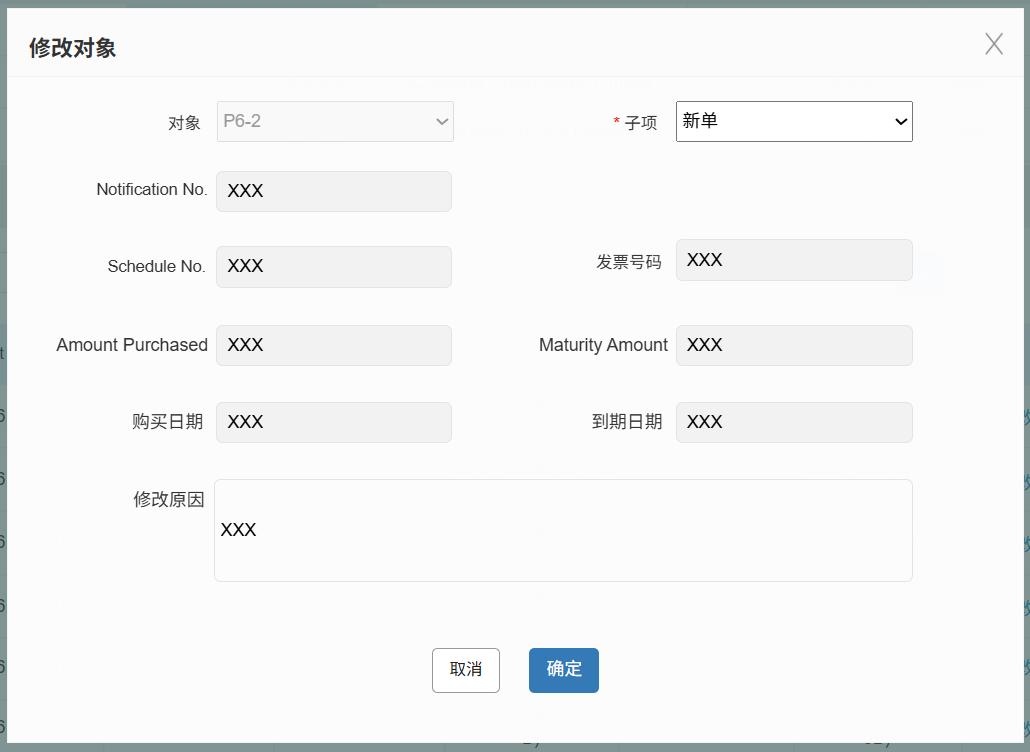 修改对象
X
对象 P6-2 * 子项 新单
Notification No. XXX
Schedule No. XXX 发票号码 XXX
Amount Purchased XXX Maturity Amount XXX
购买日期 XXX 到期日期 XXX
修改原因
XXX
取消 确定